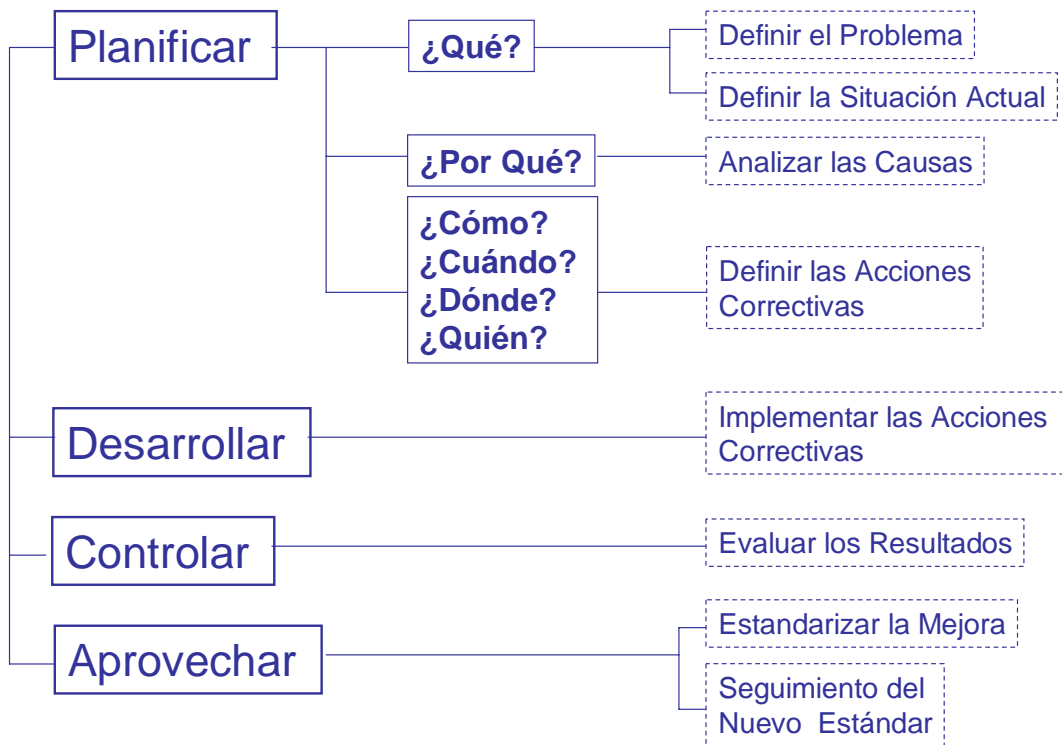 Planificar
¿Qué?
Definir el Problema
Definir la Situación Actual
¿Por Qué?
Analizar las Causas
¿Cómo?
¿Cuándo?
¿Dónde?
¿Quién?
Definir las Acciones
Correctivas
Desarrollar
Implementar las Acciones
Correctivas
Controlar
Evaluar los Resultados
Aprovechar
Estandarizar la Mejora
Seguimiento del
Nuevo Estándar